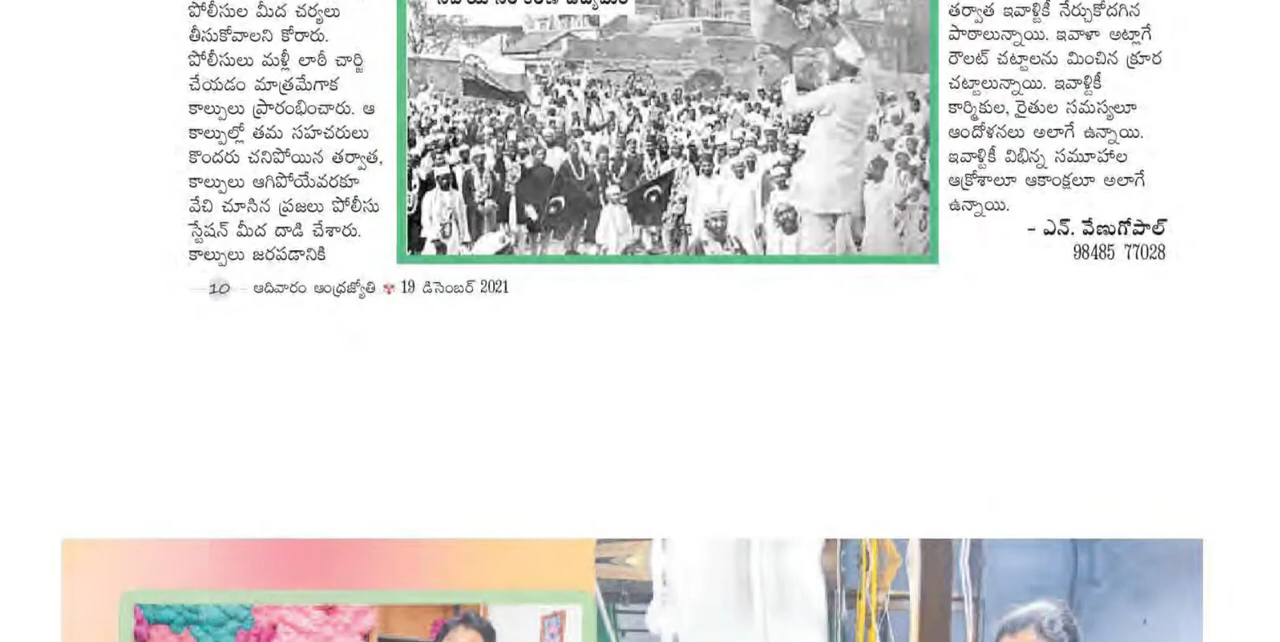 పోలీసుల మీద చర్యలు
తీసుకోవాలని కోరారు.
పోలీసులు మళ్లీ లాఠీ చార్జి
చేయడం మాత్రమేగాక
కాల్పులు ప్రారంభించారు. ఆ
కాల్పుల్లో తమ సహచరులు
కొందరు చనిపోయిన తర్వాత,
కాల్పులు ఆగిపోయేవరకూ
వేచి చూసిన ప్రజలు పోలీసు
స్టేషన్ మీద దాడి చేశారు.
కాల్పులు జరపడానికి
తర్వాత ఇవాళ్టికీ నేర్చుకోదగిన
పాఠాలున్నాయి. ఇవాళా అట్లాగే
రౌలట్ చట్టాలను మించిన క్రూర
చట్టాలున్నాయి. ఇవాళ్టికీ
కార్మికుల, రైతుల సమస్యలూ
ఆందోళనలు అలాగే ఉన్నాయి.
ఇవాళ్టికీ విభిన్న సమూహాల
ఆక్రోశాలూ ఆకాంక్షలూ అలాగే
ఉన్నాయి.
- ఎన్. వేణుగోపాల్
98485 77028
10 ఆదివారం ఆంధ్రజ్యోతి 19 డిసెంబర్ 2021